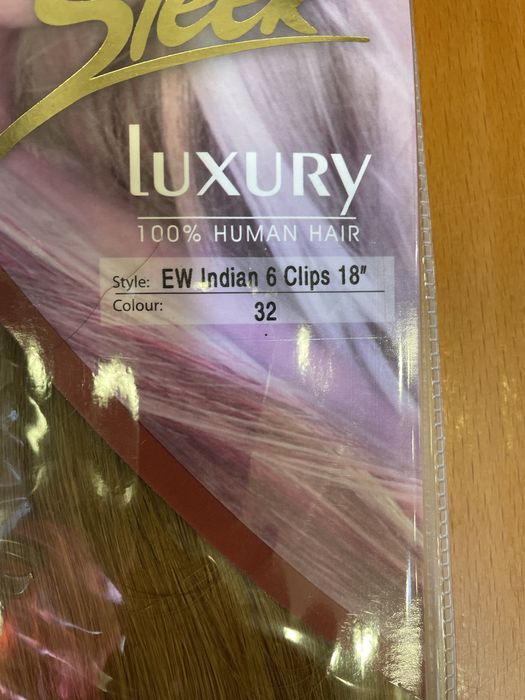 Sleek
Luxury
100% HUMAN HAIR
Style: EW Indian 6 Clips 18"
Colour: 32